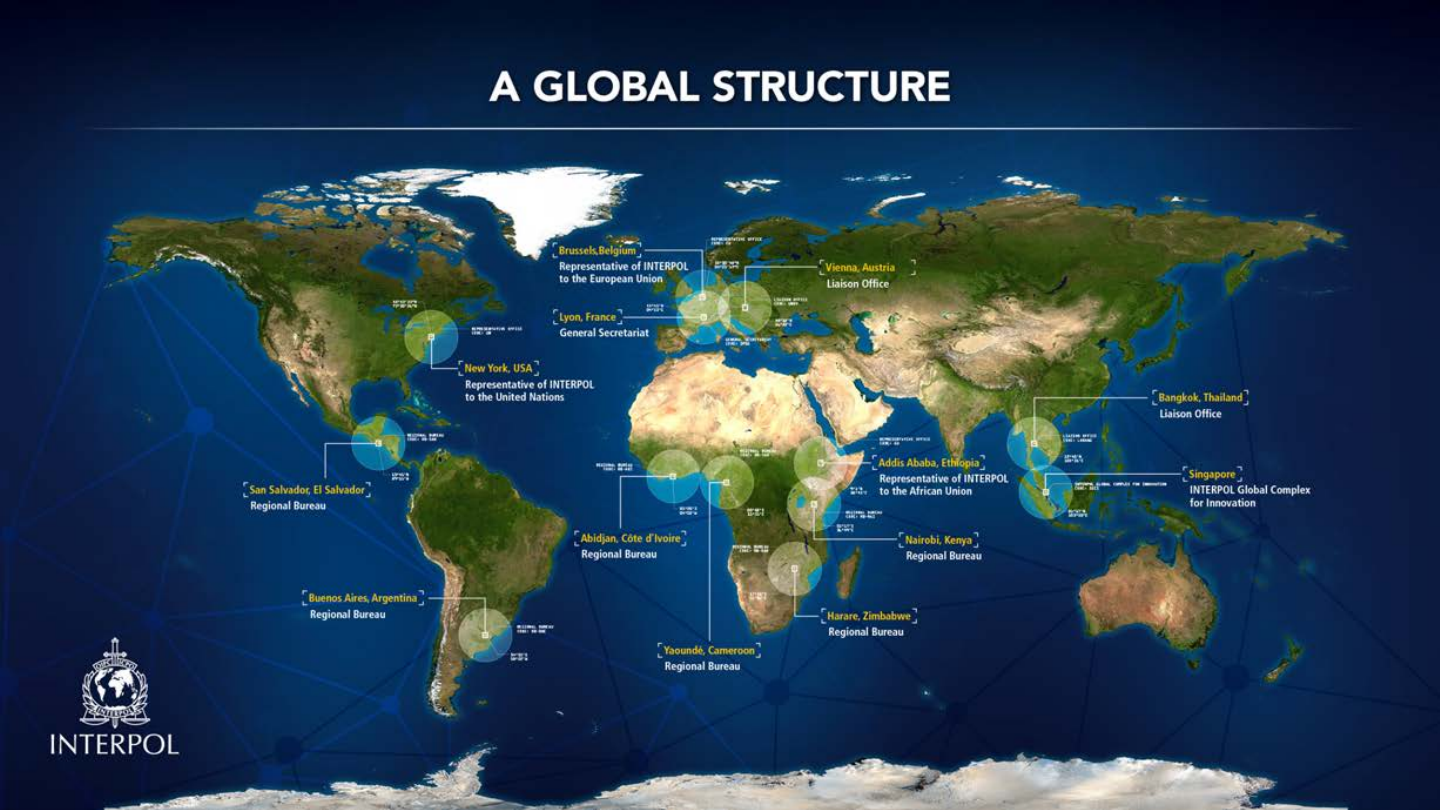 A GLOBAL STRUCTURE
Brussels,Belgium
Representative of INTERPOL
to the European Union
Vienna, Austria
Liaison Office
Lyon, France
General Secretariat
New York, USA
Representative of INTERPOL
to the United Nations
Bangkok, Thailand
Liaison Office
San Salvador, El Salvador
Regional Bureau
Addis Ababa, Ethiopia
Representative of INTERPOL
to the African Union
Singapore
INTERPOL Global Complex
for Innovation
Abidjan, Côte d'Ivoire
Regional Bureau
Nairobi, Kenya
Regional Bureau
Buenos Aires, Argentina
Regional Bureau
Harare, Zimbabwe
Regional Bureau
Yaoundé, Cameroon
Regional Bureau
INTERPOL